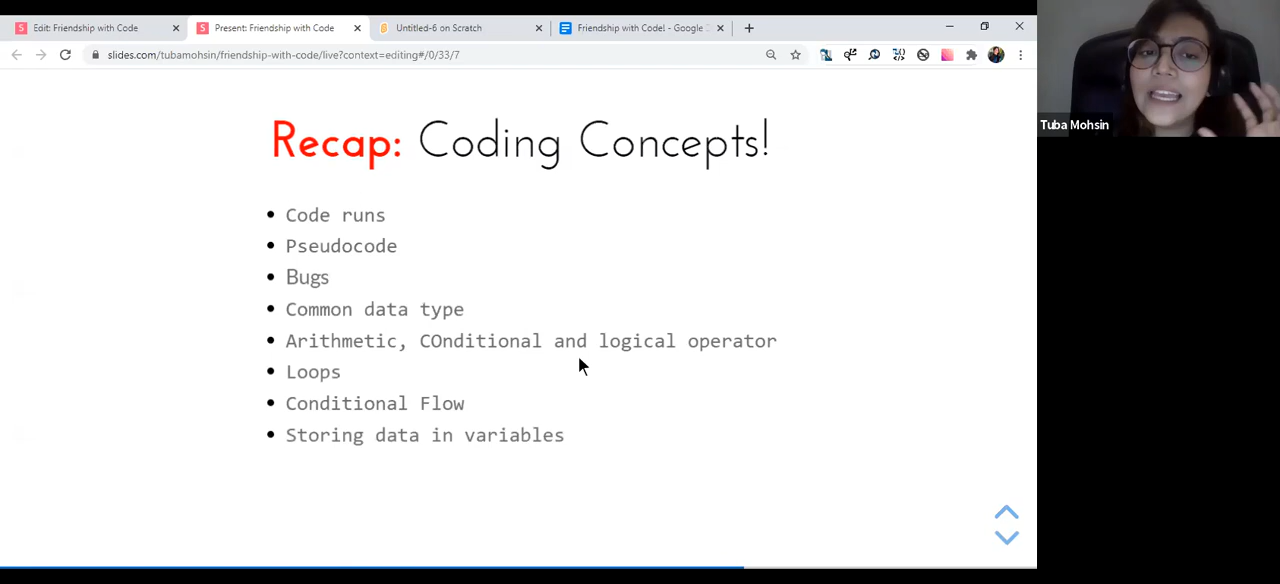 Edit: Friendship with Code
Present: Friendship with Code
Untitled-6 on Scratch
Friendship with Code! - Google
slides.com/tubamohsin/friendship-with-code/live?context=editing#/0/33/7
Tuba Mohsin
Recap: Coding Concepts!
Code runs
Pseudocode
Bugs
Common data type
Arithmetic, COnditional and logical operator
Loops
Conditional Flow
Storing data in variables